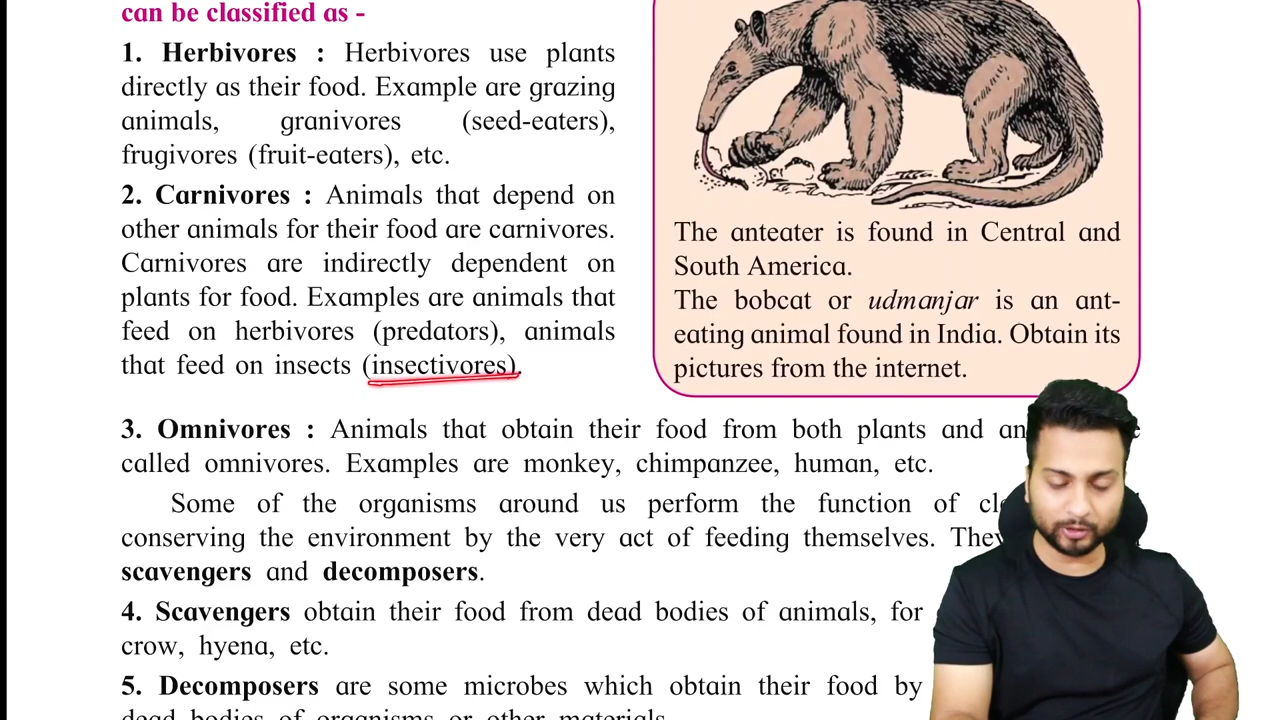 can be classified as -
1. Herbivores : Herbivores use plants
directly as their food. Example are grazing
animals, granivores (seed-eaters),
frugivores (fruit-eaters), etc.
2. Carnivores : Animals that depend on
other animals for their food are carnivores.
Carnivores are indirectly dependent on
plants for food. Examples are animals that
feed on herbivores (predators), animals
that feed on insects (insectivores).
The anteater is found in Central and
South America.
The bobcat or udmanjar is an ant-
eating animal found in India. Obtain its
pictures from the internet.
3. Omnivores : Animals that obtain their food from both plants and
called omnivores. Examples are monkey, chimpanzee, human, etc.
Some of the organisms around us perform the function of
conserving the environment by the very act of feeding themselves.
scavengers and decomposers.
4. Scavengers obtain their food from dead bodies of animals, for
crow, hyena, etc.
5. Decomposers are some microbes which obtain their food by
dead bodies of organisms or other materials.